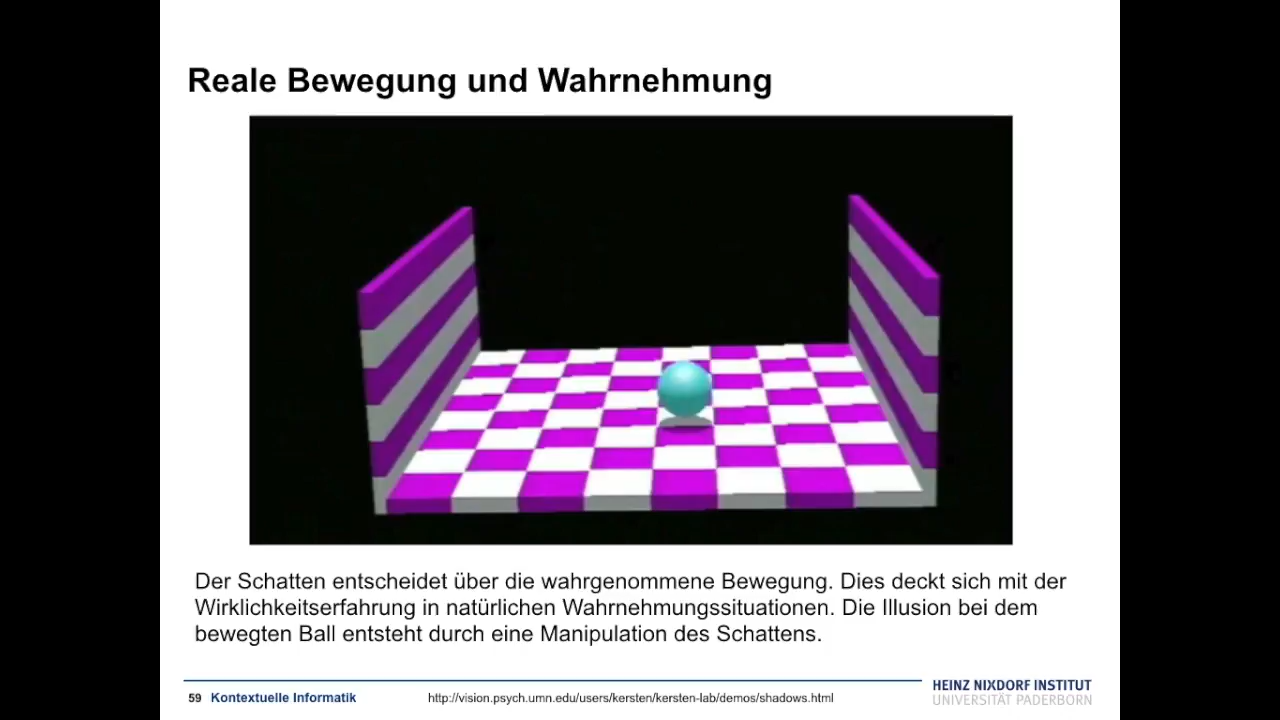 Reale Bewegung und Wahrnehmung
Der Schatten entscheidet über die wahrgenommene Bewegung. Dies deckt sich mit der
Wirklichkeitserfahrung in natürlichen Wahrnehmungssituationen. Die Illusion bei dem
bewegten Ball entsteht durch eine Manipulation des Schattens.
59 Kontextuelle Informatik
http://vision.psych.umn.edu/users/kersten/kersten-lab/demos/shadows.html
HEINZ NIXDORF INSTITUT
UNIVERSITÄT PADERBORN